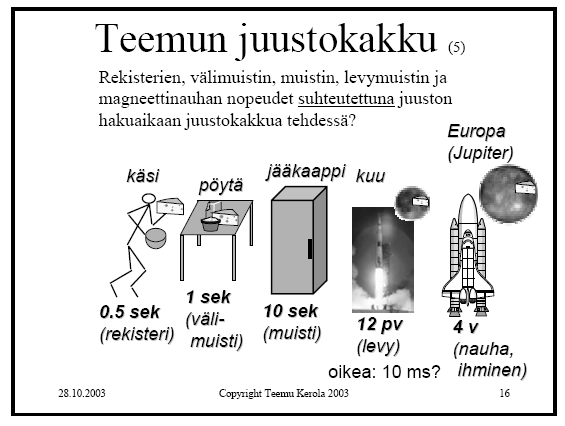 Teemun juustokakku (5)
Rekisterien, välimuistin, muistin, levymuistin ja
magneettinauhan nopeudet suhteutettuna juuston
hakuaikaan juustokakkua tehdessä?
Europa
(Jupiter)
käsi
pöytä
jääkaappi
kuu
0.5 sek
(rekisteri)
1 sek
(väli-
muisti)
10 sek
(muisti)
12 pv
(levy)
4 v
(nauha,
ihminen)
oikea: 10 ms?
28.10.2003
Copyright Teemu Kerola 2003
16